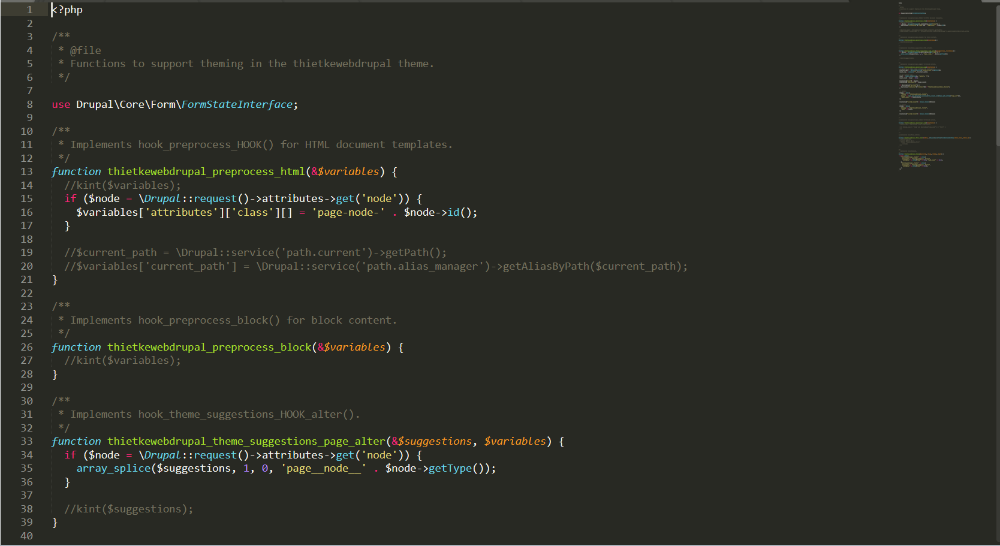 1 <?php
2
3 /**
4  * @file
5  * Functions to support theming in the thietkewebdrupal theme.
6  */
7
8 use Drupal\Core\Form\FormStateInterface;
9
10 /**
11  * Implements hook_preprocess_HOOK() for HTML document templates.
12  */
13 function thietkewebdrupal_preprocess_html(&$variables) {
14   //kint($variables);
15   if ($node = \Drupal::request()->attributes->get('node')) {
16     $variables['attributes']['class'][] = 'page-node-' . $node->id();
17   }
18
19   //$current_path = \Drupal::service('path.current')->getPath();
20   //$variables['current_path'] = \Drupal::service('path.alias_manager')->getAliasByPath($current_path);
21 }
22
23 /**
24  * Implements hook_preprocess_block() for block content.
25  */
26 function thietkewebdrupal_preprocess_block(&$variables) {
27   //kint($variables);
28 }
29
30 /**
31  * Implements hook_theme_suggestions_HOOK_alter().
32  */
33 function thietkewebdrupal_theme_suggestions_page_alter(&$suggestions, $variables) {
34   if ($node = \Drupal::request()->attributes->get('node')) {
35     array_splice($suggestions, 1, 0, 'page__node__' . $node->getType());
36   }
37
38   //kint($suggestions);
39 }
40